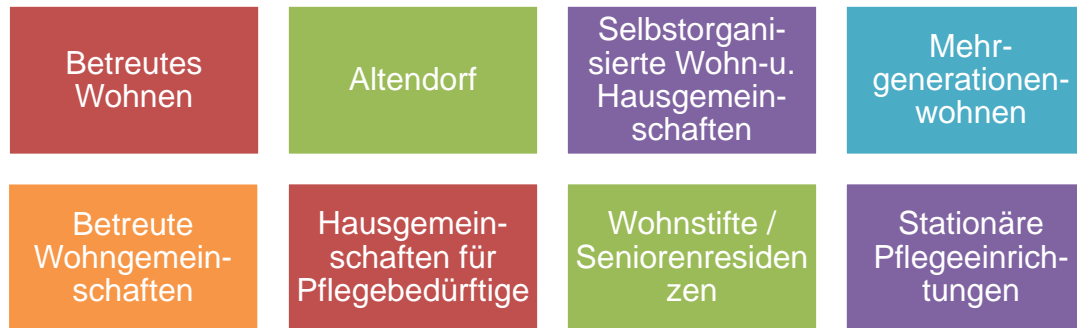 Betreutes
Wohnen
Altendorf
Selbstorgani-
sierte Wohn-u.
Hausgemein-
schaften
Mehr-
generationen-
wohnen
Betreute
Wohngemein-
schaften
Hausgemein-
schaften für
Pflegebedürftige
Wohnstifte /
Seniorenresiden
zen
Stationäre
Pflegeeinrich-
tungen